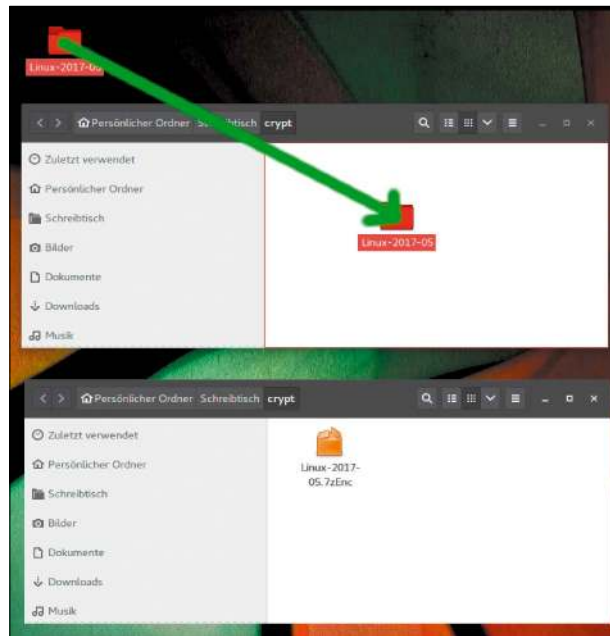 Linux-2017-05
Persönlicher Ordner Schreibtisch crypt
Zuletzt verwendet
Persönlicher Ordner
Schreibtisch
Bilder
Dokumente
Downloads
Musik
Linux-2017-05
Persönlicher Ordner Schreibtisch crypt
Zuletzt verwendet
Persönlicher Ordner
Schreibtisch
Bilder
Dokumente
Downloads
Musik
Linux-2017-
05.7zEnc